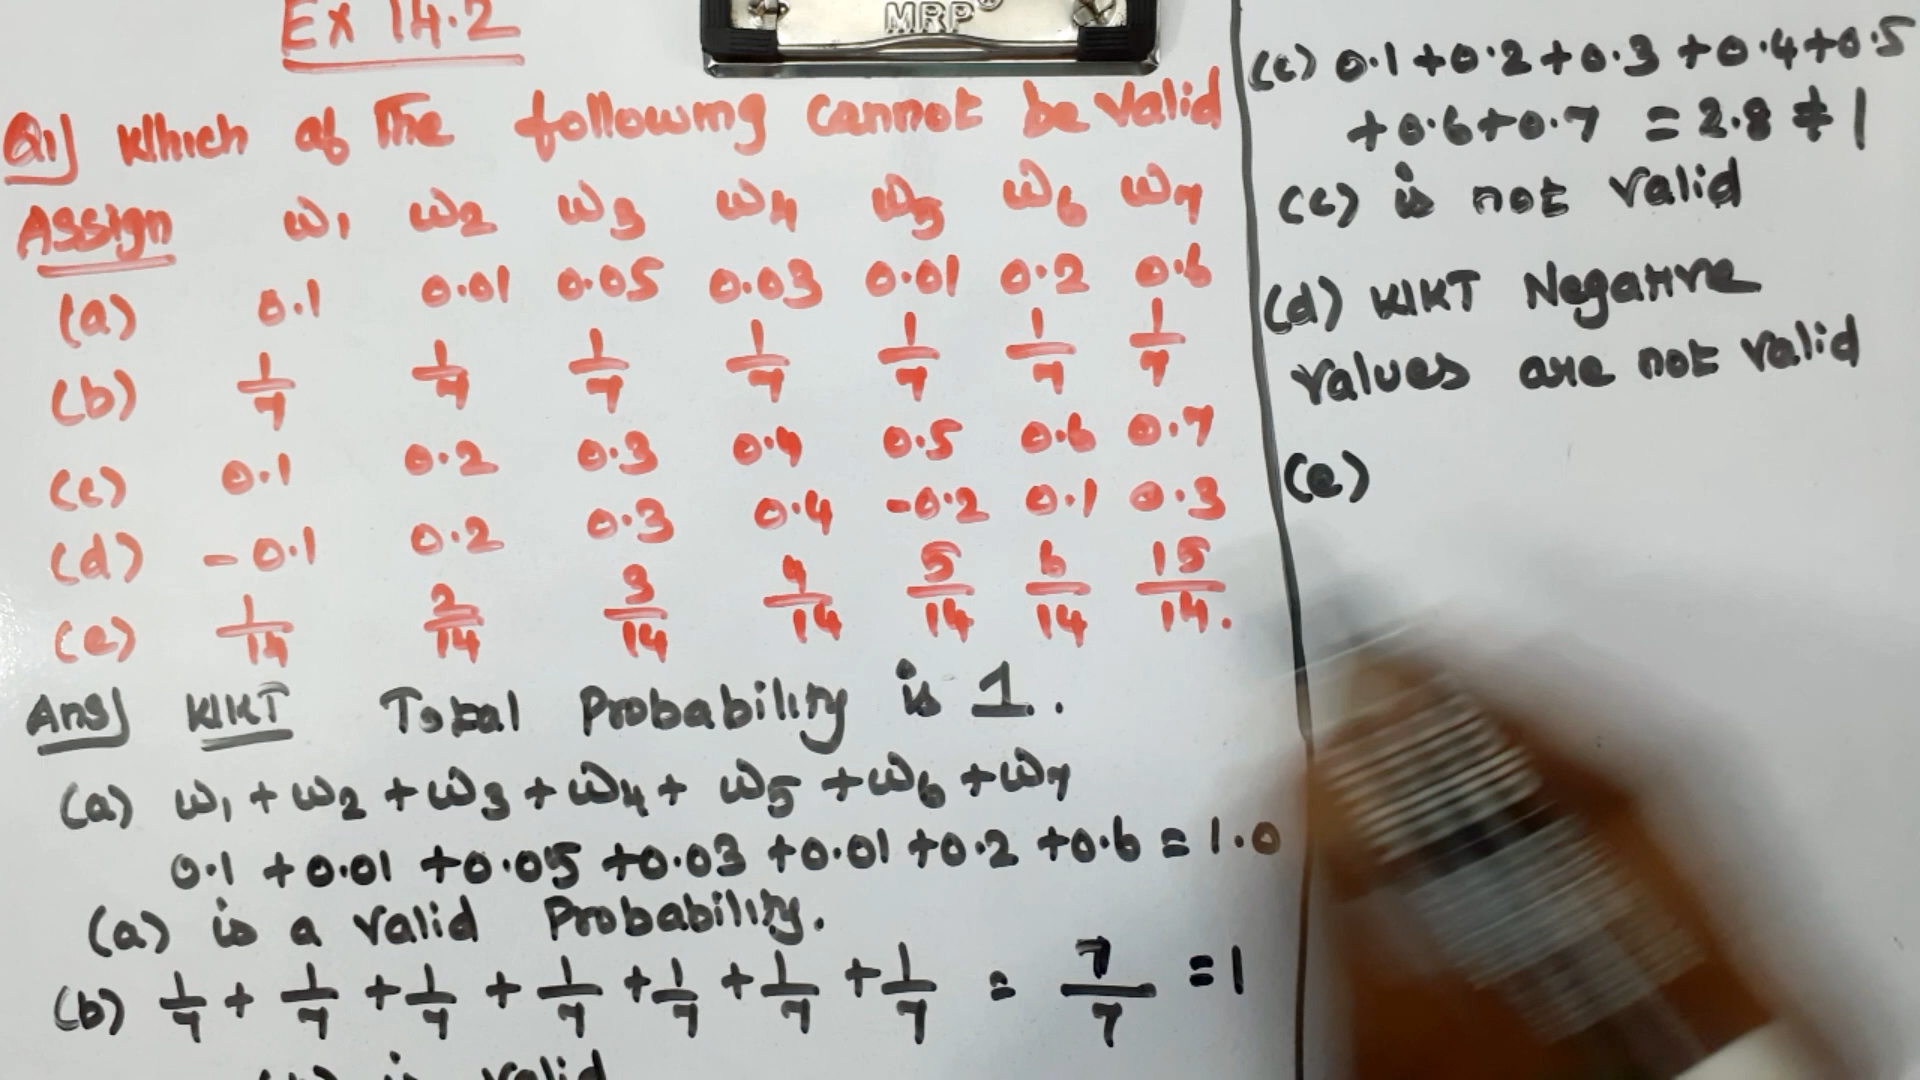 Ex 14.2
MRP®
Q1] Which of The following cannot be Valid
Assign ω1 ω2 ω3 ω4 ω5 ω6 ω7
(a) 0.1 0.01 0.05 0.03 0.01 0.2 0.6
(b) 1/7 1/7 1/7 1/7 1/7 1/7 1/7
(c) 0.1 0.2 0.3 0.4 0.5 0.6 0.7
(d) -0.1 0.2 0.3 0.4 -0.2 0.1 0.3
(e) 1/14 2/14 3/14 4/14 5/14 6/14 15/14.
Ans] WKT Total Probability is 1.
(a) ω1 + ω2 + ω3 + ω4 + ω5 + ω6 + ω7
0.1 + 0.01 + 0.05 + 0.03 + 0.01 + 0.2 + 0.6 = 1.0
(a) is a valid Probability.
(b) 1/7 + 1/7 + 1/7 + 1/7 + 1/7 + 1/7 + 1/7 = 7/7 = 1
(b) is valid
(c) 0.1 + 0.2 + 0.3 + 0.4 + 0.5
+ 0.6 + 0.7 = 2.8 ≠ 1
(c) is not valid
(d) WKT Negative
values are not valid
(e)